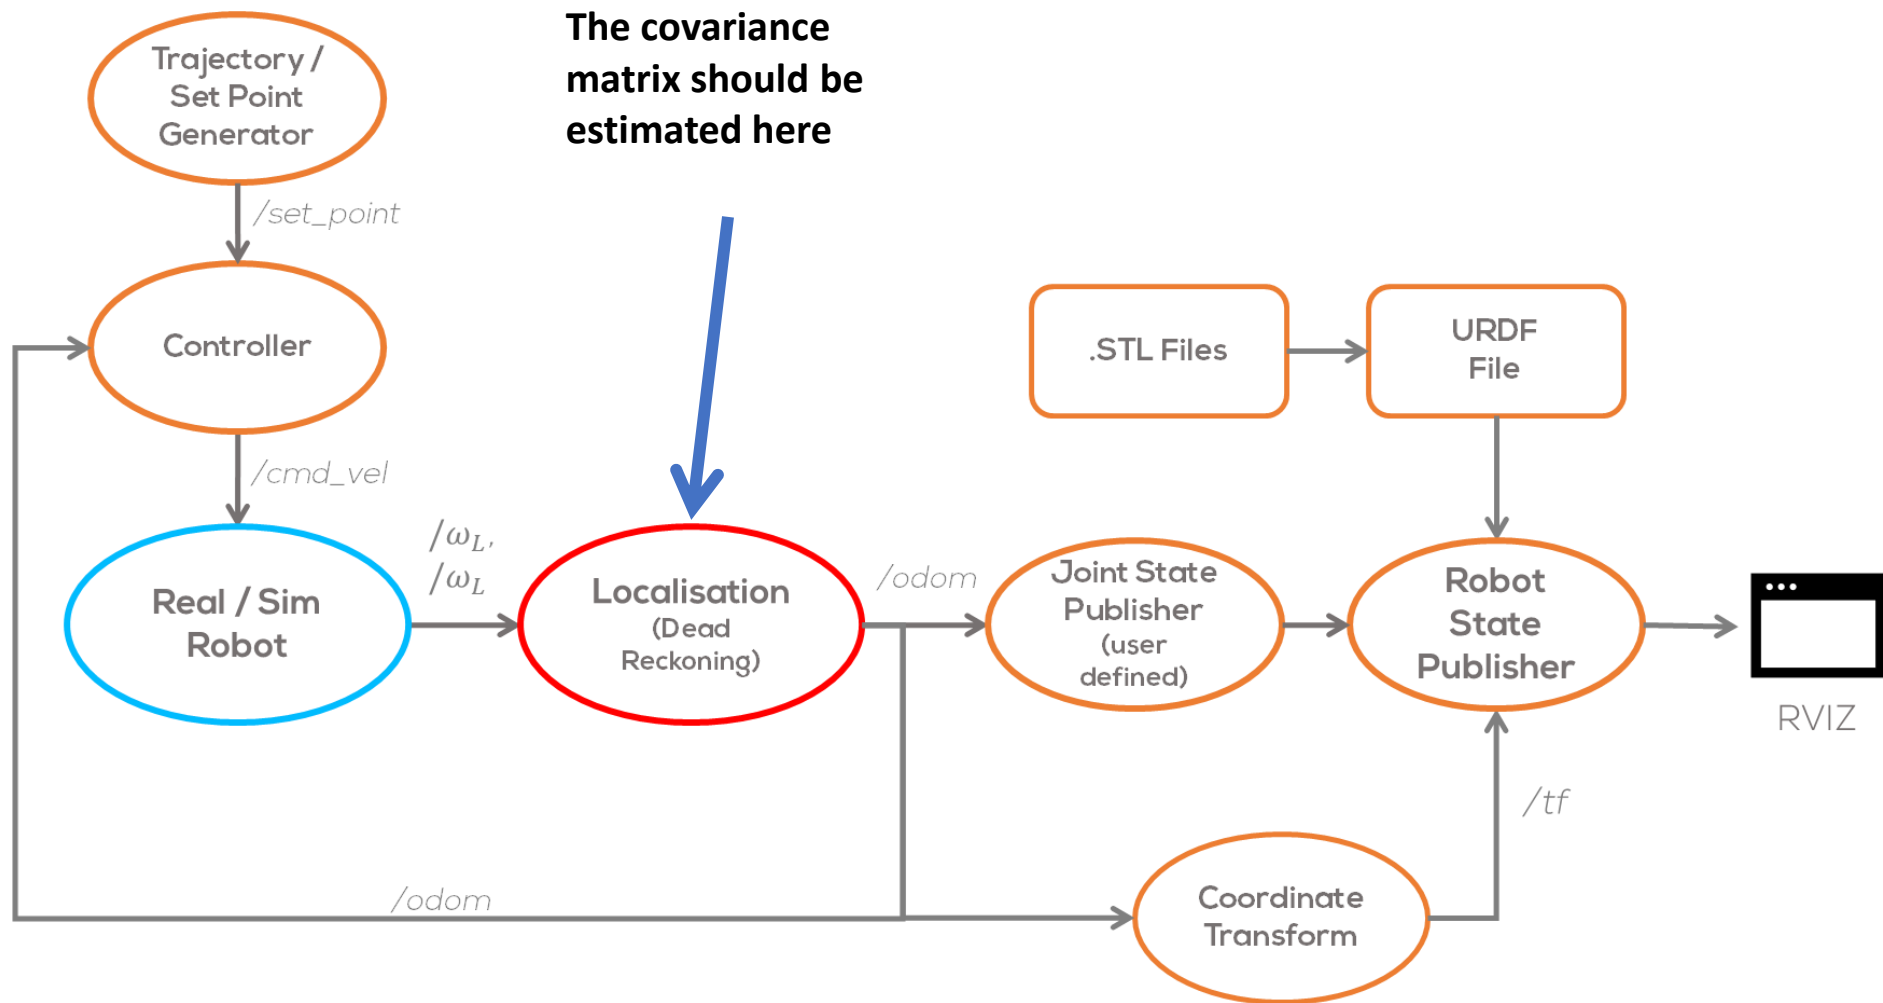 The covariance
matrix should be
estimated here
Trajectory /
Set Point
Generator
/set_point
Controller
/cmd_vel
Real / Sim
Robot
/ω_L,
/ω_L
Localisation
(Dead
Reckoning)
/odom
Joint State
Publisher
(user
defined)
.STL Files
URDF
File
Robot
State
Publisher
RVIZ
/tf
Coordinate
Transform
/odom